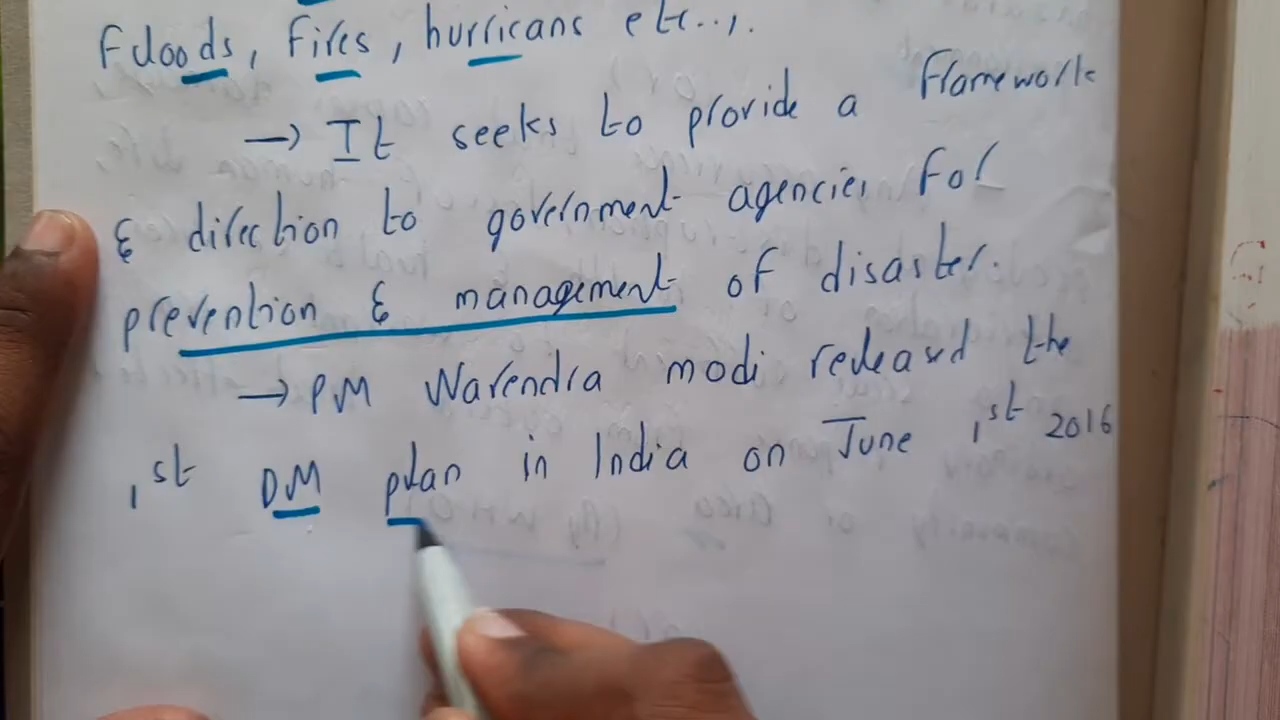 Floods, Fires, hurricans etc..,.
→ It seeks to provide a Framework
& direction to government agencies For
prevention & management of disaster.
→ PM Narendra modi released the
1st DM plan in India on June 1st 2016